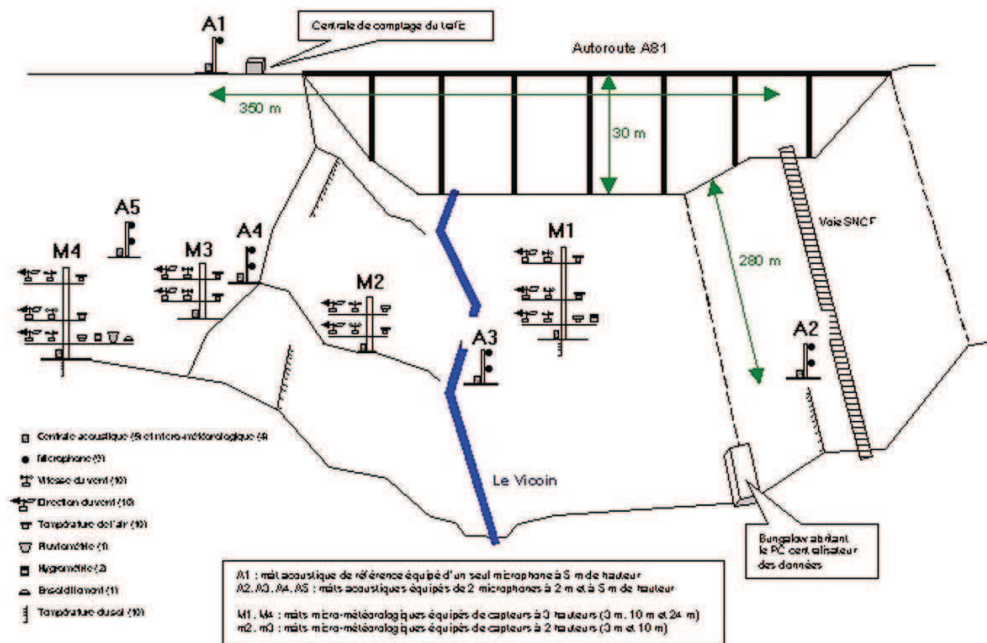 A1
Centrale de comptage du trafic
Autoroute A81
350 m
30 m
A5
M4
M3
A4
M2
M1
Voie SNCF
280 m
A3
A2
Centrale acoustique (5) et micro-météorologique (4)
Microphone (9)
Vitesse du vent (10)
Direction du vent (10)
Température de l'air (10)
Pluviométrie (1)
Hygrométrie (2)
Ensoleillement (1)
Température du sol (10)
Le Vicoin
Bungalow abritant
le PC centralisateur
des données
A1 : mât acoustique de référence équipé d'un seul microphone à 5 m de hauteur
A2, A3, A4, A5 : mâts acoustiques équipés de 2 microphones à 2 m et à 5 m de hauteur
M1, M4 : mâts micro-météorologiques équipés de capteurs à 3 hauteurs (3 m, 10 m et 24 m)
m2, m3 : mâts micro-météorologiques équipés de capteurs à 2 hauteurs (3 m et 10 m)